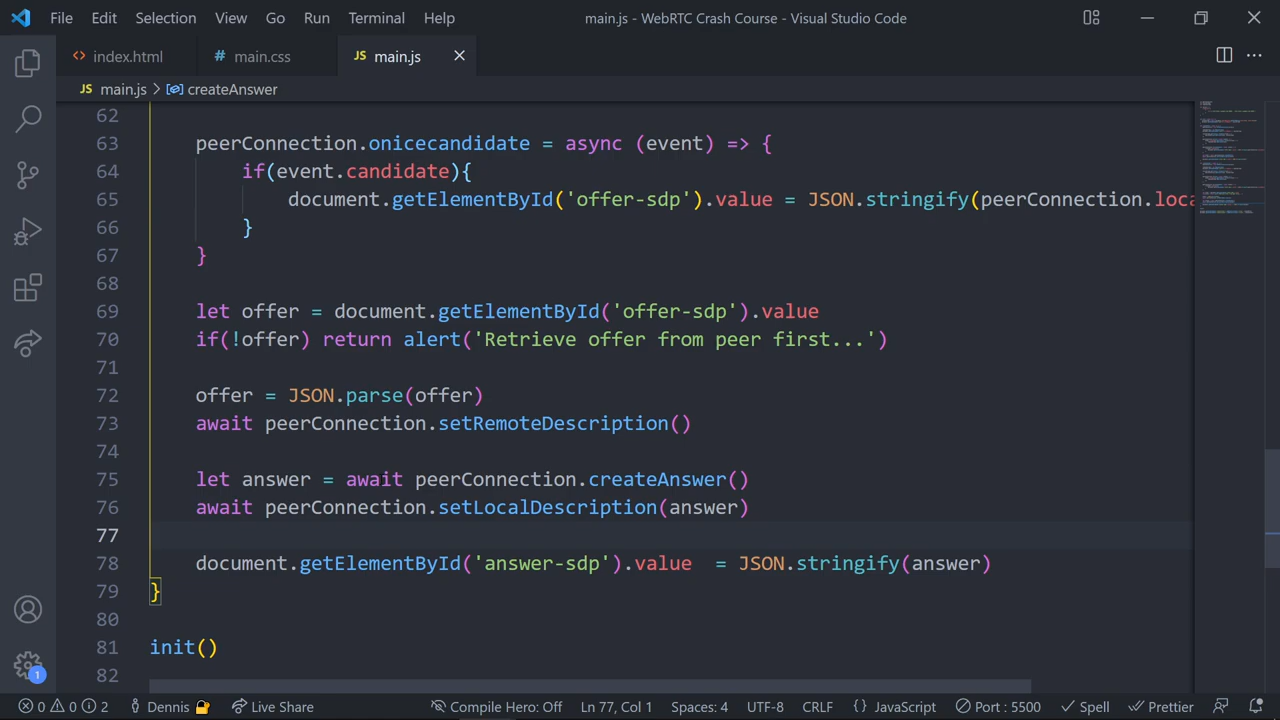 File Edit Selection View Go Run Terminal Help main.js - WebRTC Crash Course - Visual Studio Code
<> index.html # main.css JS main.js
JS main.js > createAnswer
62
63 peerConnection.onicecandidate = async (event) => {
64 if(event.candidate){
65 document.getElementById('offer-sdp').value = JSON.stringify(peerConnection.loca
66 }
67 }
68
69 let offer = document.getElementById('offer-sdp').value
70 if(!offer) return alert('Retrieve offer from peer first...')
71
72 offer = JSON.parse(offer)
73 await peerConnection.setRemoteDescription()
74
75 let answer = await peerConnection.createAnswer()
76 await peerConnection.setLocalDescription(answer)
77
78 document.getElementById('answer-sdp').value  = JSON.stringify(answer)
79 }
80
81 init()
82
1
0 0 2 Dennis Live Share Compile Hero: Off Ln 77, Col 1 Spaces: 4 UTF-8 CRLF {} JavaScript Port : 5500 Spell Prettier